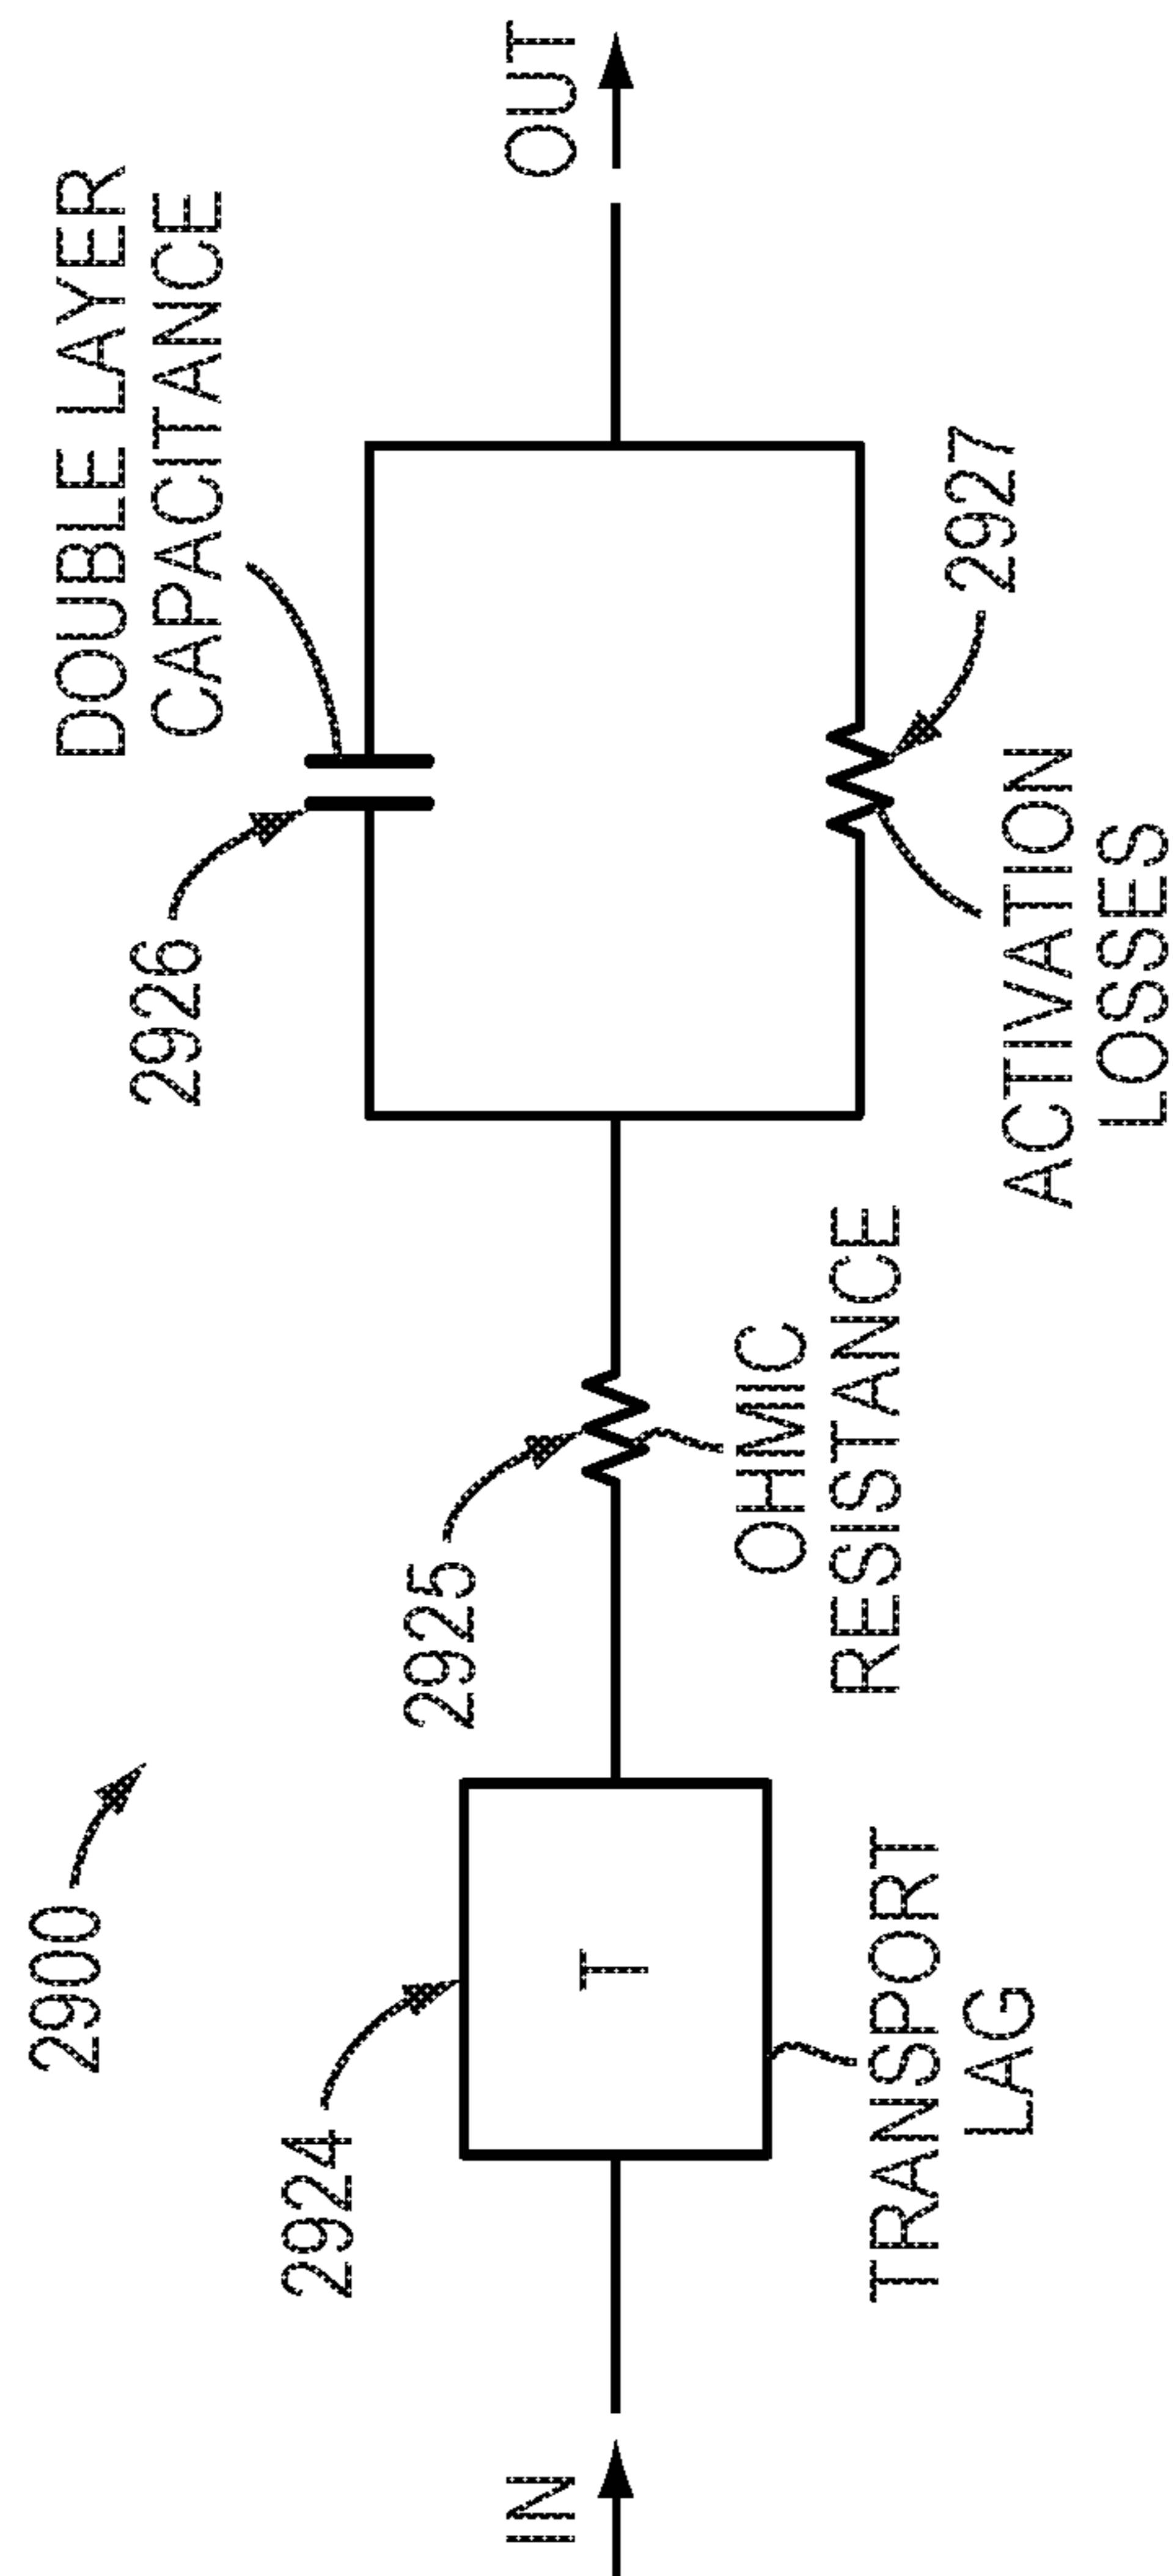 2900
IN
2924
T
TRANSPORT
LAG
2925
OHMIC
RESISTANCE
2926
DOUBLE LAYER
CAPACITANCE
2927
ACTIVATION
LOSSES
OUT